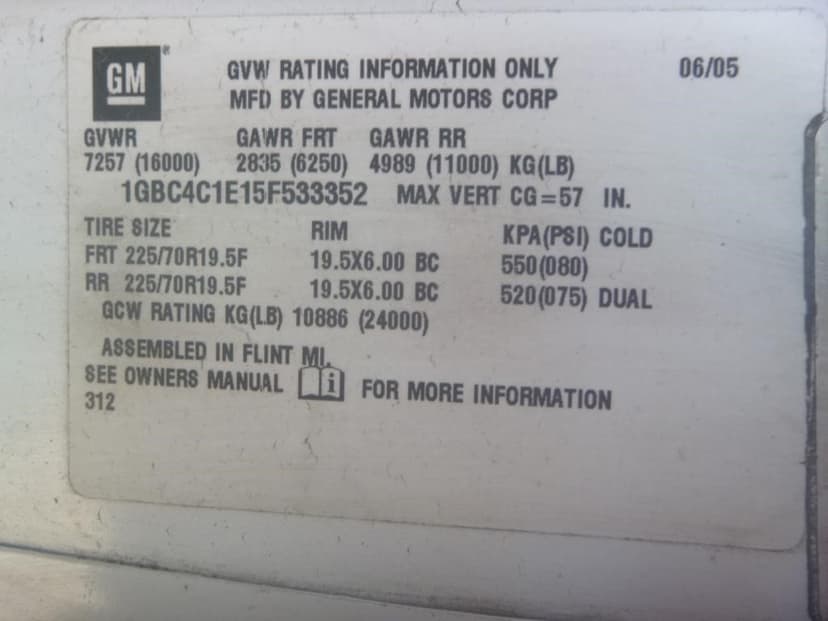 GM® GVW RATING INFORMATION ONLY 06/05
MFD BY GENERAL MOTORS CORP
GVWR GAWR FRT GAWR RR
7257 (16000) 2835 (6250) 4989 (11000) KG(LB)
1GBC4C1E15F533352 MAX VERT CG=57 IN.
TIRE SIZE RIM KPA(PSI) COLD
FRT 225/70R19.5F 19.5X6.00 BC 550(080)
RR 225/70R19.5F 19.5X6.00 BC 520(075) DUAL
GCW RATING KG(LB) 10886 (24000)
ASSEMBLED IN FLINT MI.
SEE OWNERS MANUAL i FOR MORE INFORMATION
312